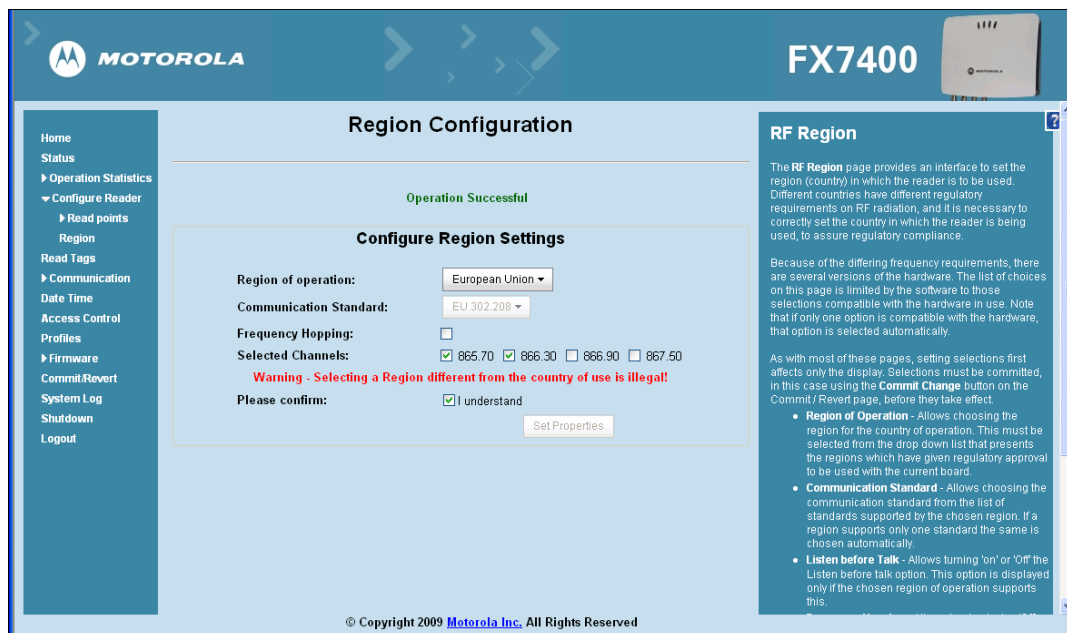 MOTOROLA
FX7400
Home
Status
Operation Statistics
Configure Reader
Read points
Region
Read Tags
Communication
Date Time
Access Control
Profiles
Firmware
Commit/Revert
System Log
Shutdown
Logout
Region Configuration
Operation Successful
Configure Region Settings
Region of operation: European Union
Communication Standard: EU 302.208
Frequency Hopping:
Selected Channels: 865.70 866.30 866.90 867.50
Warning - Selecting a Region different from the country of use is illegal!
Please confirm: I understand
Set Properties
?
RF Region
The RF Region page provides an interface to set the
region (country) in which the reader is to be used.
Different countries have different regulatory
requirements on RF radiation, and it is necessary to
correctly set the country in which the reader is being
used, to assure regulatory compliance.
Because of the differing frequency requirements, there
are several versions of the hardware. The list of choices
on this page is limited by the software to those
selections compatible with the hardware in use. Note
that if only one option is compatible with the hardware,
that option is selected automatically.
As with most of these pages, setting selections first
affects only the display. Selections must be committed,
in this case using the Commit Change button on the
Commit / Revert page, before they take effect.
• Region of Operation - Allows choosing the
region for the country of operation. This must be
selected from the drop down list that presents
the regions which have given regulatory approval
to be used with the current board.
• Communication Standard - Allows choosing the
communication standard from the list of
standards supported by the chosen region. If a
region supports only one standard the same is
chosen automatically.
• Listen before Talk - Allows turning 'on' or 'Off' the
Listen before talk option. This option is displayed
only if the chosen region of operation supports
this.
© Copyright 2009 Motorola Inc. All Rights Reserved